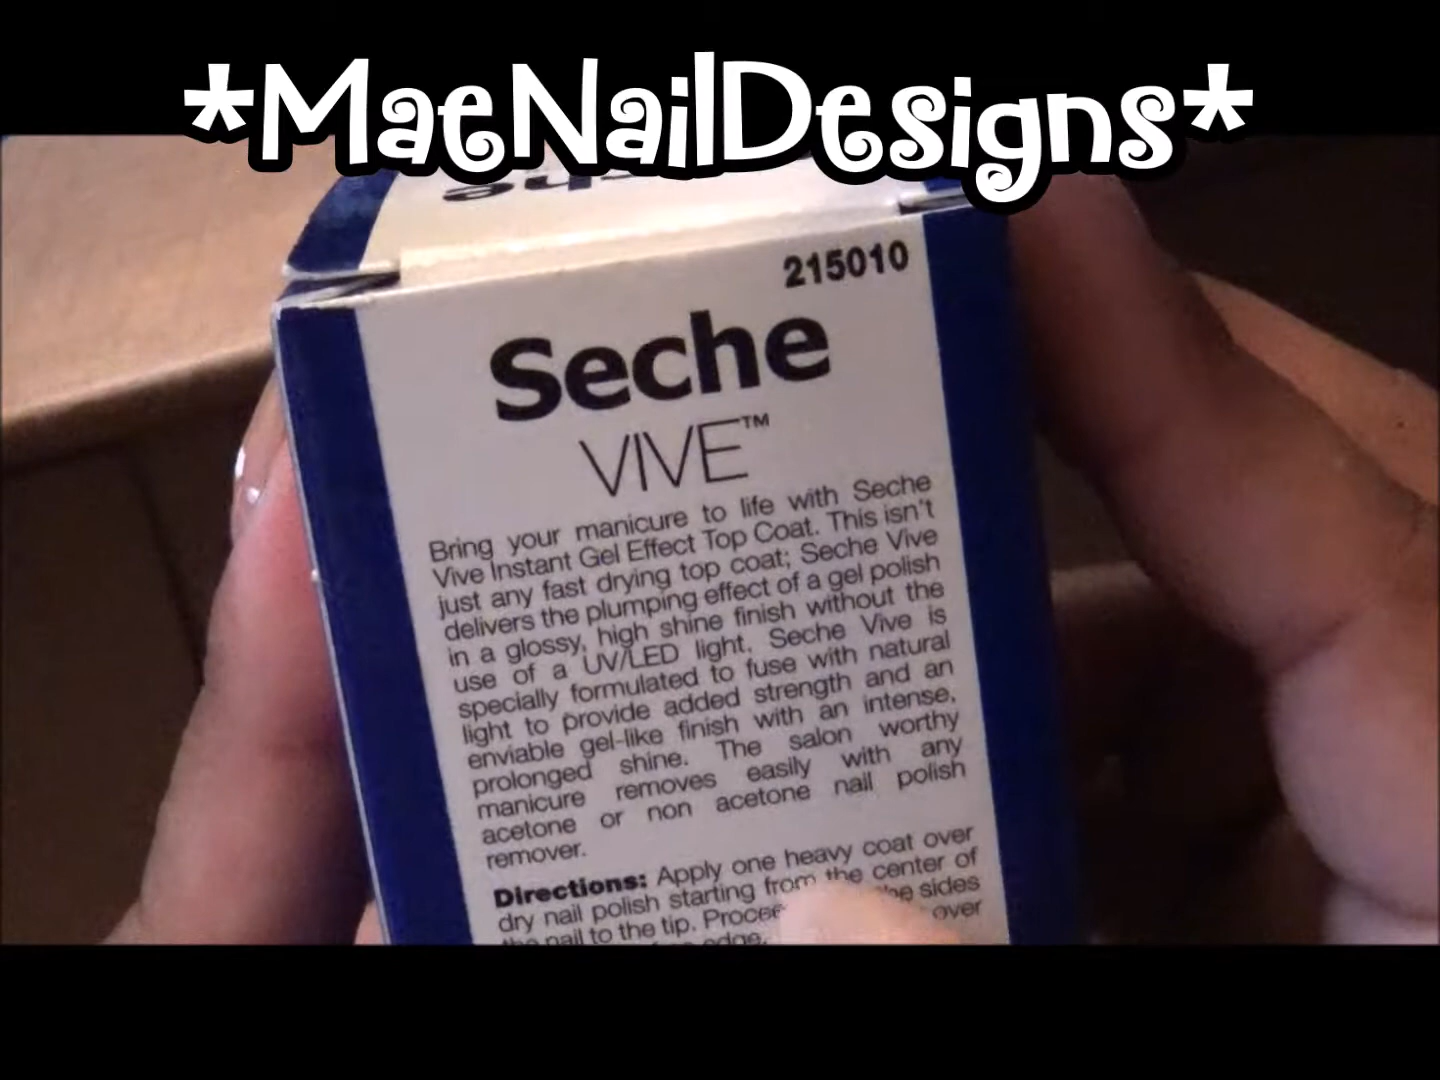 *MaeNailDesigns*
215010
Seche
VIVE™
Bring your manicure to life with Seche
Vive Instant Gel Effect Top Coat. This isn't
just any fast drying top coat; Seche Vive
delivers the plumping effect of a gel polish
in a glossy, high shine finish without the
use of a UV/LED light. Seche Vive is
specially formulated to fuse with natural
light to provide added strength and an
enviable gel-like finish with an intense,
prolonged shine. The salon worthy
manicure removes easily with any
acetone or non acetone nail polish
remover.
Directions: Apply one heavy coat over
dry nail polish starting from the center of
the nail to the tip. sides
edge. over